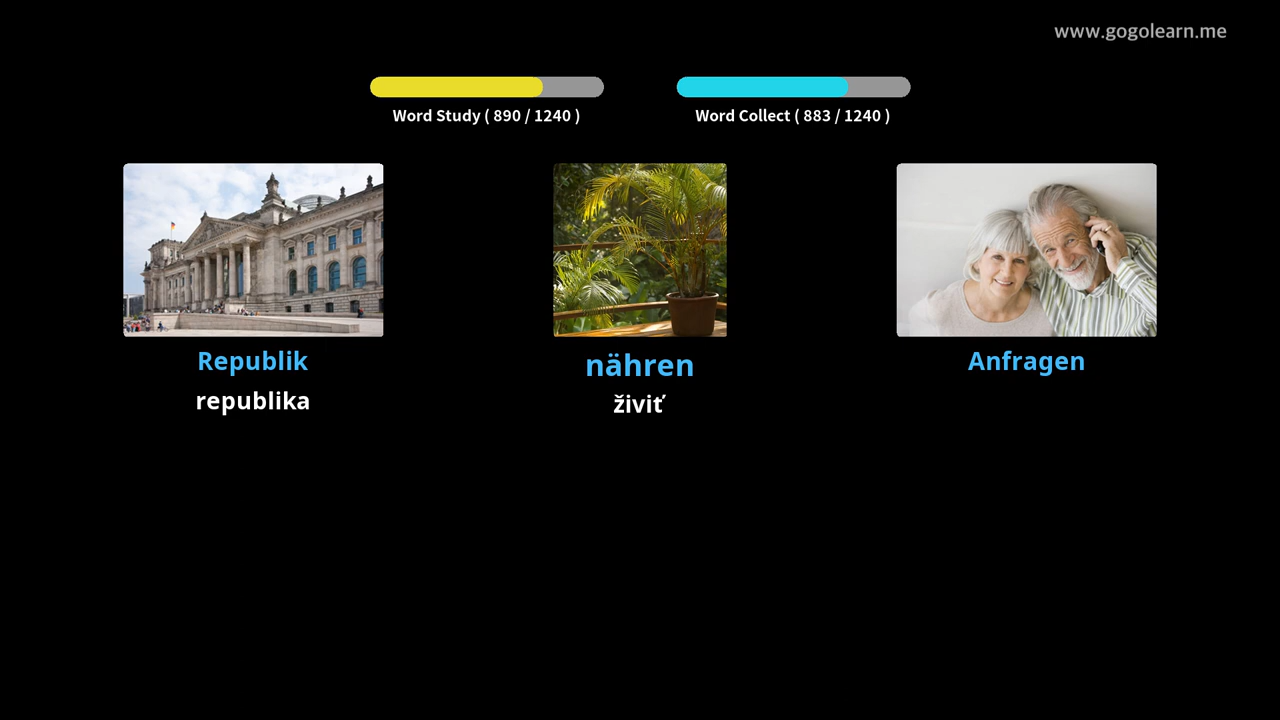 www.gogolearn.me
Word Study ( 890 / 1240 )
Word Collect ( 883 / 1240 )
Republik
republika
nähren
živiť
Anfragen